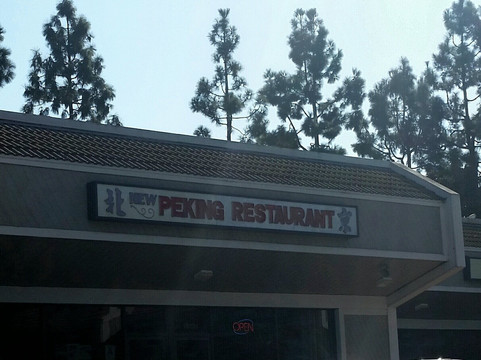 北 NEW PEKING RESTAURANT 京
OPEN